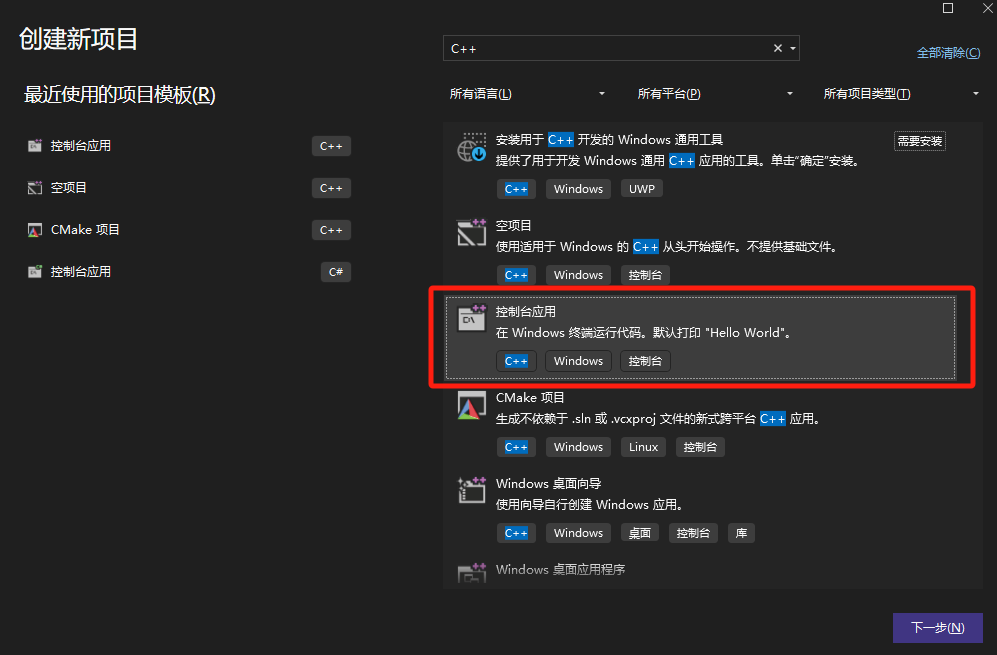 创建新项目
最近使用的项目模板(R)
控制台应用 C++
空项目 C++
CMake 项目 C++
控制台应用 C#
C++
全部清除(C)
所有语言(L) 所有平台(P) 所有项目类型(T)
安装用于 C++ 开发的 Windows 通用工具 需要安装
提供了用于开发 Windows 通用 C++ 应用的工具。单击“确定”安装。
C++ Windows UWP
空项目
使用适用于 Windows 的 C++ 从头开始操作。不提供基础文件。
C++ Windows 控制台
控制台应用
在 Windows 终端运行代码。默认打印 "Hello World"。
C++ Windows 控制台
CMake 项目
生成不依赖于 .sln 或 .vcxproj 文件的新式跨平台 C++ 应用。
C++ Windows Linux 控制台
Windows 桌面向导
使用向导自行创建 Windows 应用。
C++ Windows 桌面 控制台 库
Windows 桌面应用程序
下一步(N)